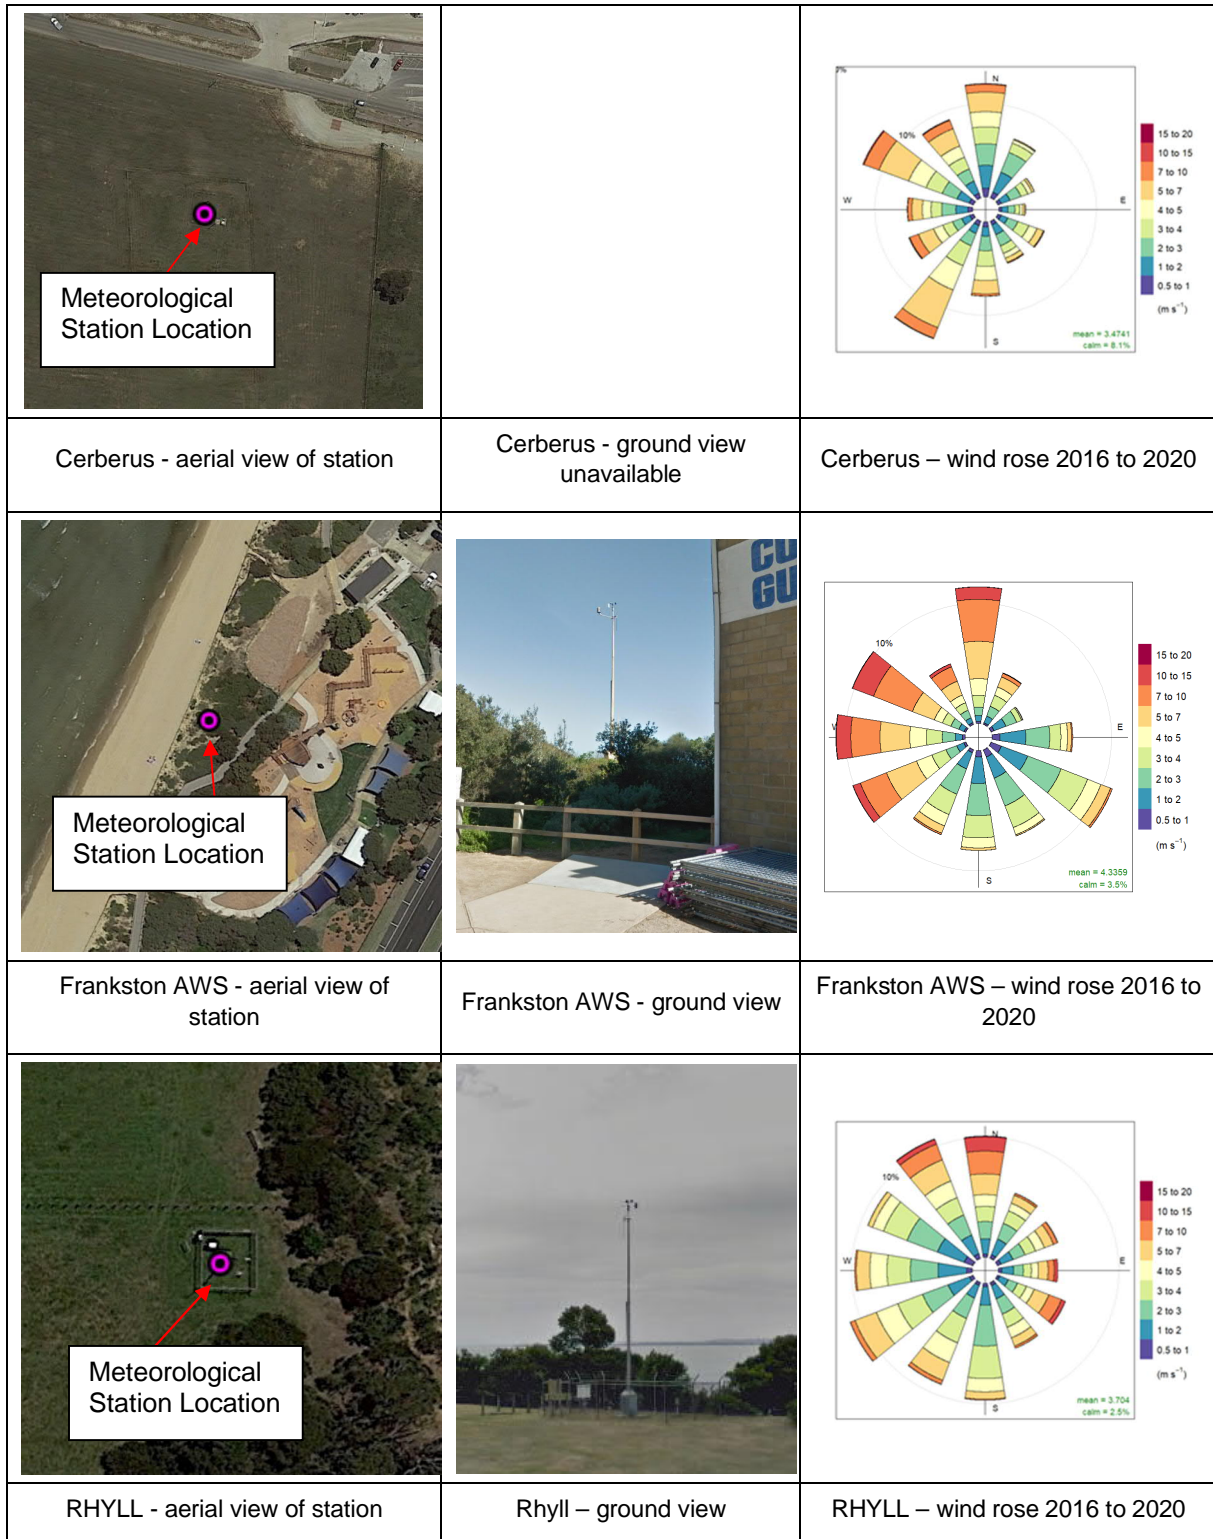 Meteorological
Station Location
7%
N
10%
W
E
S
15 to 20
10 to 15
7 to 10
5 to 7
4 to 5
3 to 4
2 to 3
1 to 2
0.5 to 1
(m s⁻¹)
mean = 3.4741
calm = 8.1%
Cerberus - aerial view of station
Cerberus - ground view
unavailable
Cerberus – wind rose 2016 to 2020
Meteorological
Station Location
CO
GU
10%
E
S
15 to 20
10 to 15
7 to 10
5 to 7
4 to 5
3 to 4
2 to 3
1 to 2
0.5 to 1
(m s⁻¹)
mean = 4.3359
calm = 3.5%
Frankston AWS - aerial view of
station
Frankston AWS - ground view
Frankston AWS – wind rose 2016 to
2020
Meteorological
Station Location
N
10%
W
E
S
15 to 20
10 to 15
7 to 10
5 to 7
4 to 5
3 to 4
2 to 3
1 to 2
0.5 to 1
(m s⁻¹)
mean = 3.704
calm = 2.5%
RHYLL - aerial view of station
Rhyll – ground view
RHYLL – wind rose 2016 to 2020